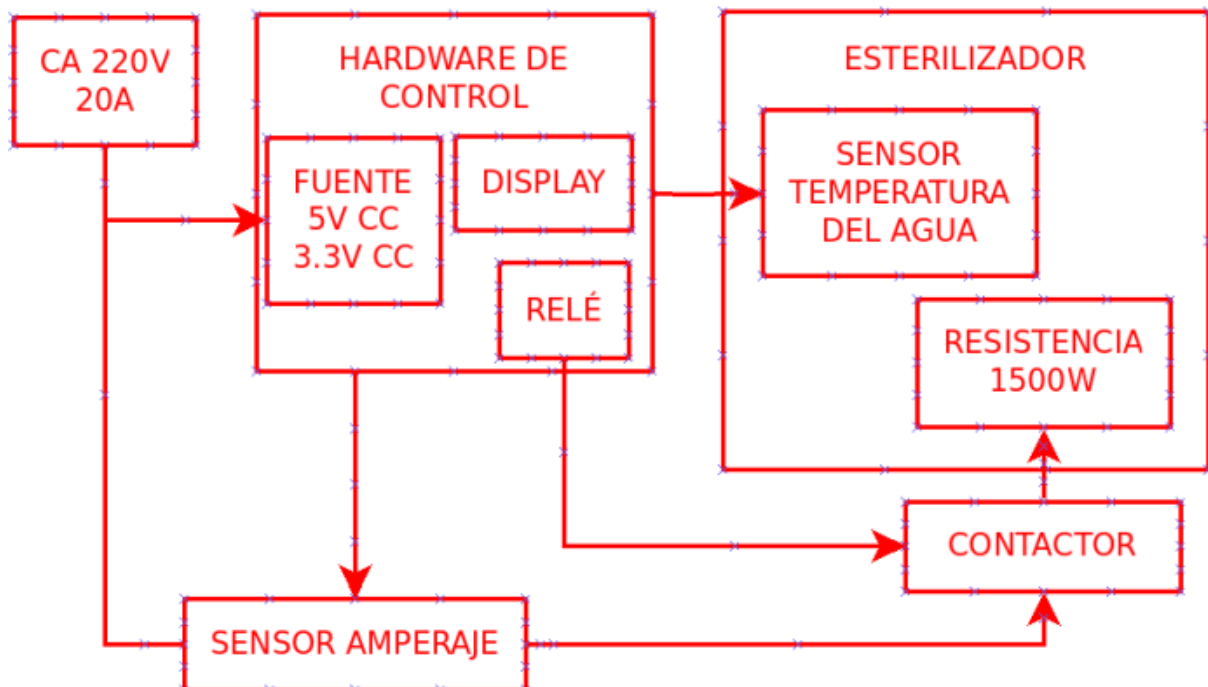 CA 220V
20A
HARDWARE DE
CONTROL
FUENTE
5V CC
3.3V CC
DISPLAY
RELÉ
ESTERILIZADOR
SENSOR
TEMPERATURA
DEL AGUA
RESISTENCIA
1500W
CONTACTOR
SENSOR AMPERAJE